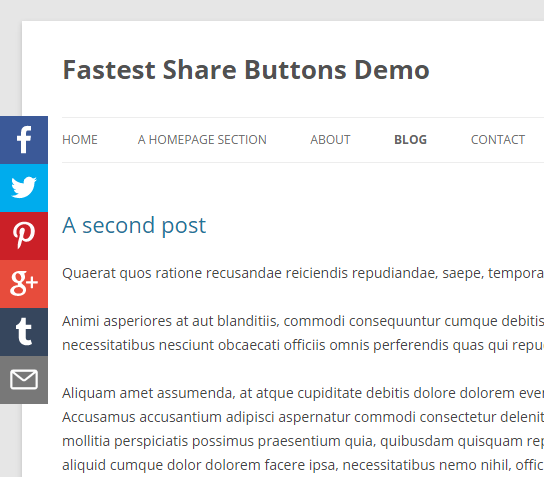 Fastest Share Buttons Demo
HOME A HOMEPAGE SECTION ABOUT BLOG CONTACT
A second post
Quaerat quos ratione recusandae reiciendis repudiandae, saepe, tempora
Animi asperiores at aut blanditiis, commodi consequuntur cumque debitis
necessitatibus nesciunt obcaecati officiis omnis perferendis quas qui repu
Aliquam amet assumenda, at atque cupiditate debitis dolore dolorem ever
Accusamus accusantium adipisci aspernatur commodi consectetur delenit
mollitia perspiciatis possimus praesentium quia, quibusdam quisquam rep
aliquid cumque dolor dolorem facere ipsa, necessitatibus nemo nihil, offic